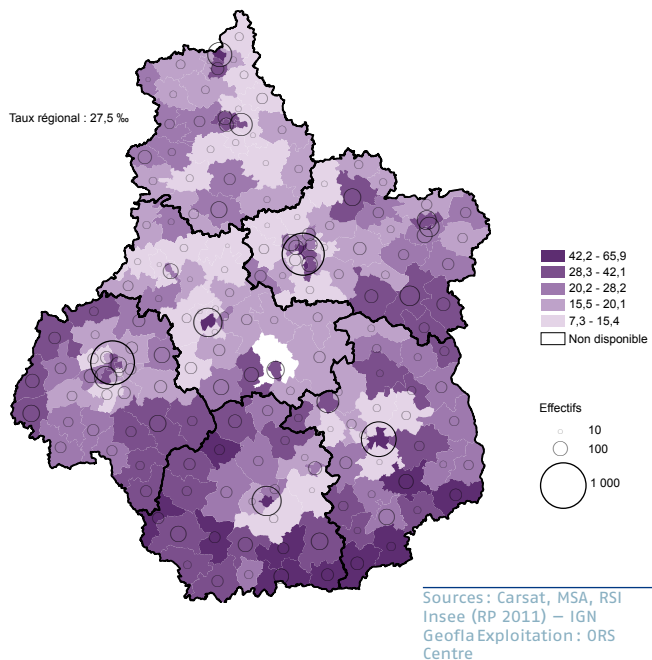 Taux régional : 27,5 ‰
42,2 - 65,9
28,3 - 42,1
20,2 - 28,2
15,5 - 20,1
7,3 - 15,4
Non disponible
Effectifs
10
100
1 000
Sources : Carsat, MSA, RSI
Insee (RP 2011) – IGN
Geofla Exploitation : ORS
Centre